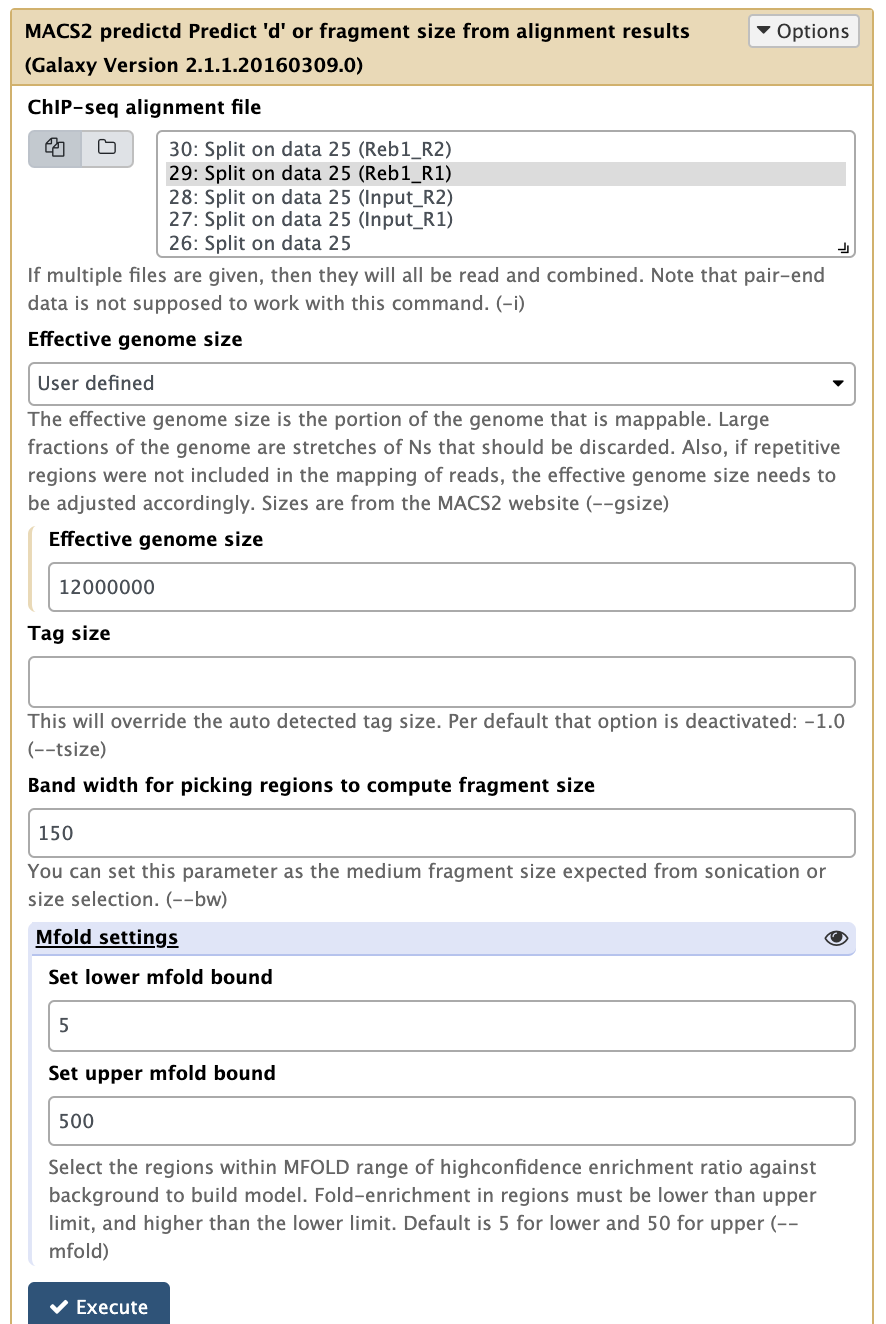 MACS2 predictd Predict 'd' or fragment size from alignment results
(Galaxy Version 2.1.1.20160309.0)
Options
ChIP-seq alignment file
30: Split on data 25 (Reb1_R2)
29: Split on data 25 (Reb1_R1)
28: Split on data 25 (Input_R2)
27: Split on data 25 (Input_R1)
26: Split on data 25
If multiple files are given, then they will all be read and combined. Note that pair-end
data is not supposed to work with this command. (-i)
Effective genome size
User defined
The effective genome size is the portion of the genome that is mappable. Large
fractions of the genome are stretches of Ns that should be discarded. Also, if repetitive
regions were not included in the mapping of reads, the effective genome size needs to
be adjusted accordingly. Sizes are from the MACS2 website (--gsize)
Effective genome size
12000000
Tag size
This will override the auto detected tag size. Per default that option is deactivated: -1.0
(--tsize)
Band width for picking regions to compute fragment size
150
You can set this parameter as the medium fragment size expected from sonication or
size selection. (--bw)
Mfold settings
Set lower mfold bound
5
Set upper mfold bound
500
Select the regions within MFOLD range of highconfidence enrichment ratio against
background to build model. Fold-enrichment in regions must be lower than upper
limit, and higher than the lower limit. Default is 5 for lower and 50 for upper (--
mfold)
Execute